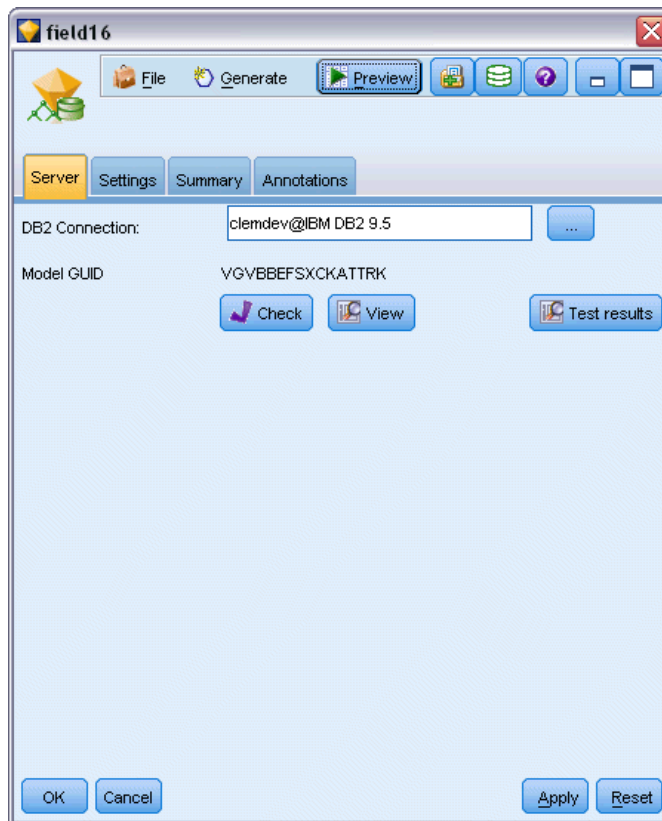 field16
File Generate Preview
Server Settings Summary Annotations
DB2 Connection: clemdev@IBM DB2 9.5 ...
Model GUID VGVBBEFSXCKATTRK
Check View Test results
OK Cancel Apply Reset